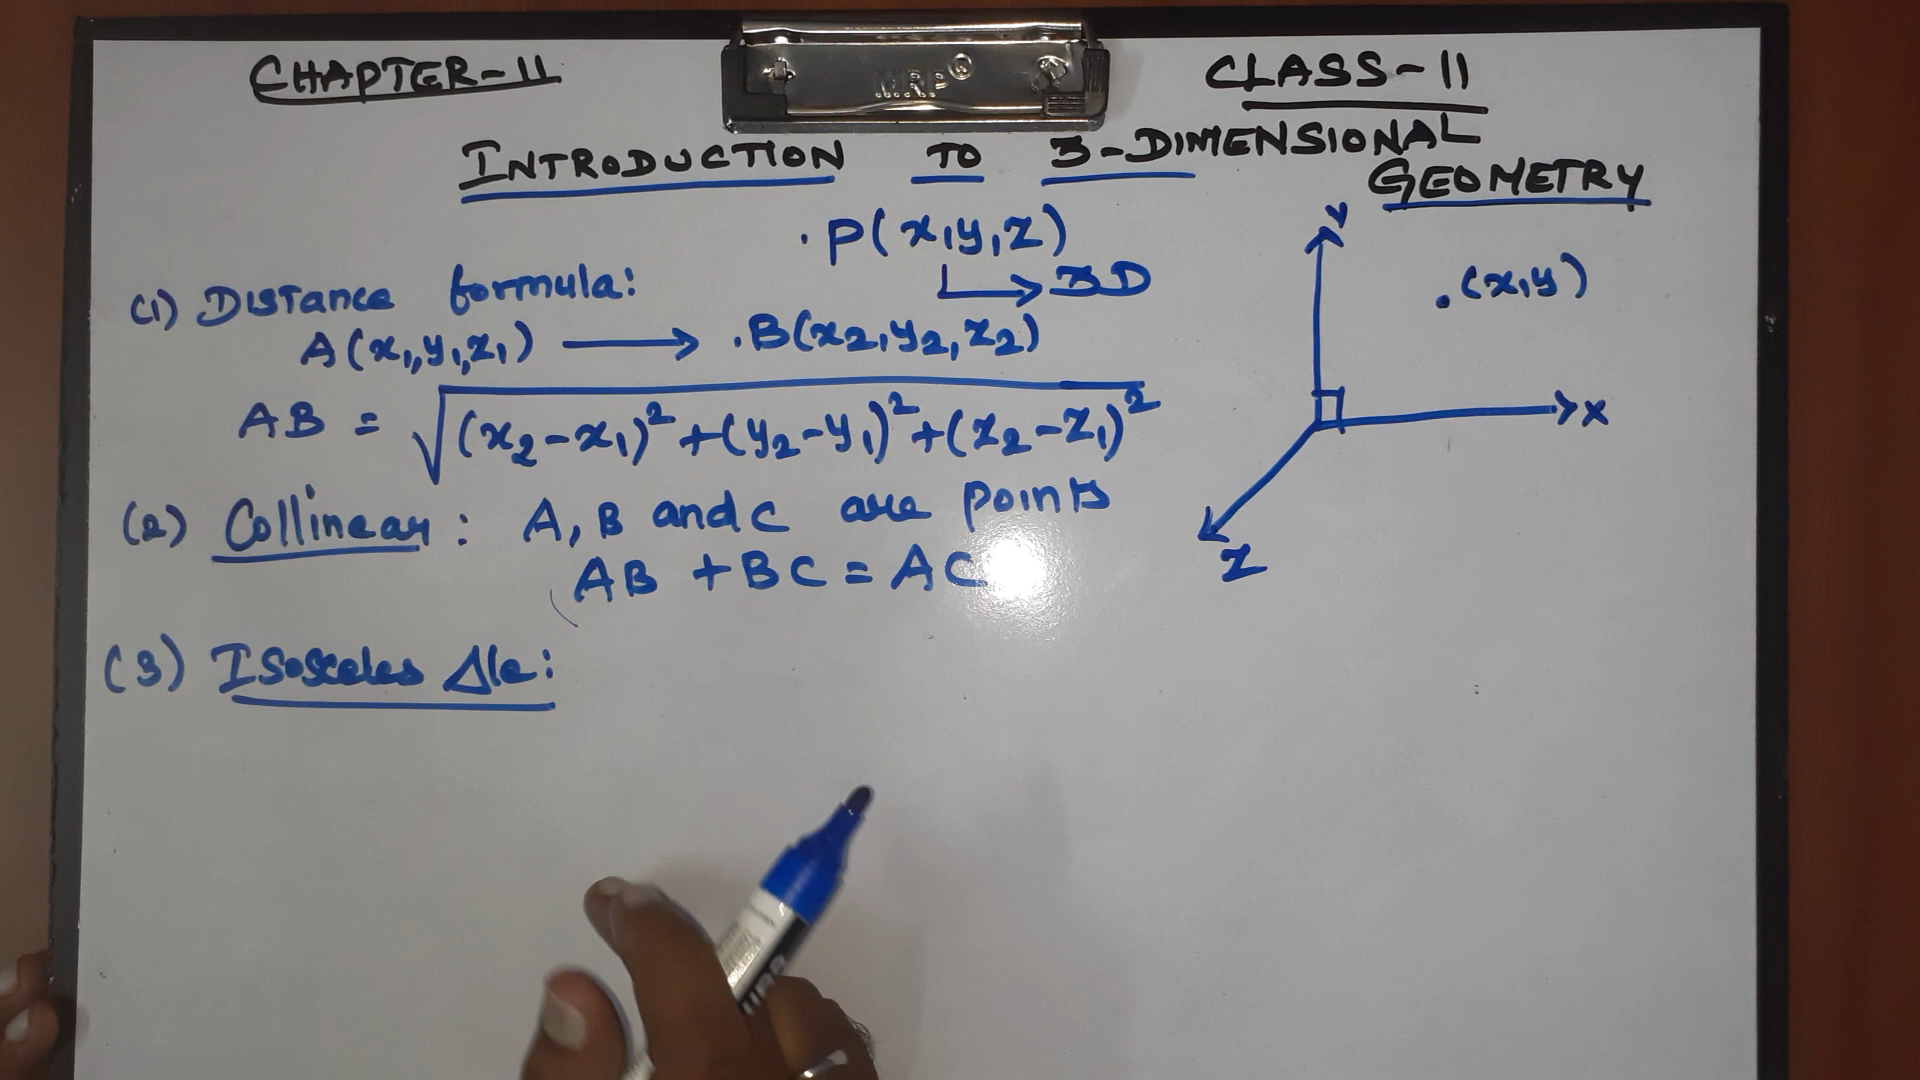 CHAPTER-11
MRP
CLASS-11
INTRODUCTION TO 3-DIMENSIONAL
GEOMETRY
.P(x,y,z)
→3D
(1) Distance formula:
A(x₁,y₁,z₁) → .B(x₂,y₂,z₂)
AB = √(x₂-x₁)²+(y₂-y₁)²+(z₂-z₁)²
(2) Collinear: A, B and C are points
AB + BC = AC
(3) Isosceles Δle:
Y
.(x,y)
X
Z